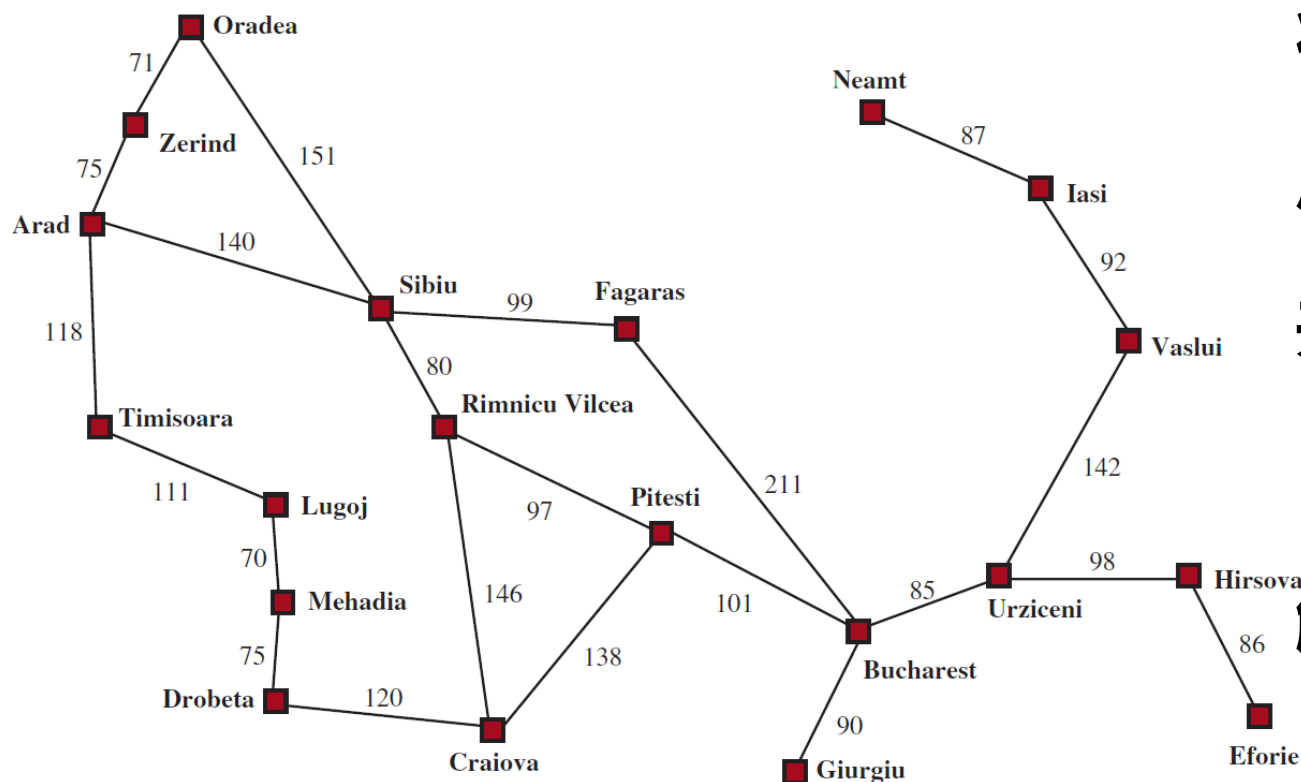 Oradea
71
Neamt
87
Zerind
151
75
Iasi
Arad
140
92
Sibiu
Fagaras
99
118
Vaslui
80
Timisoara
Rimnicu Vilcea
142
111
211
Lugoj
97
Pitesti
70
98
Hirsova
85
Mehadia
146
101
Urziceni
86
75
138
Bucharest
Drobeta
120
90
Craiova
Giurgiu
Eforie